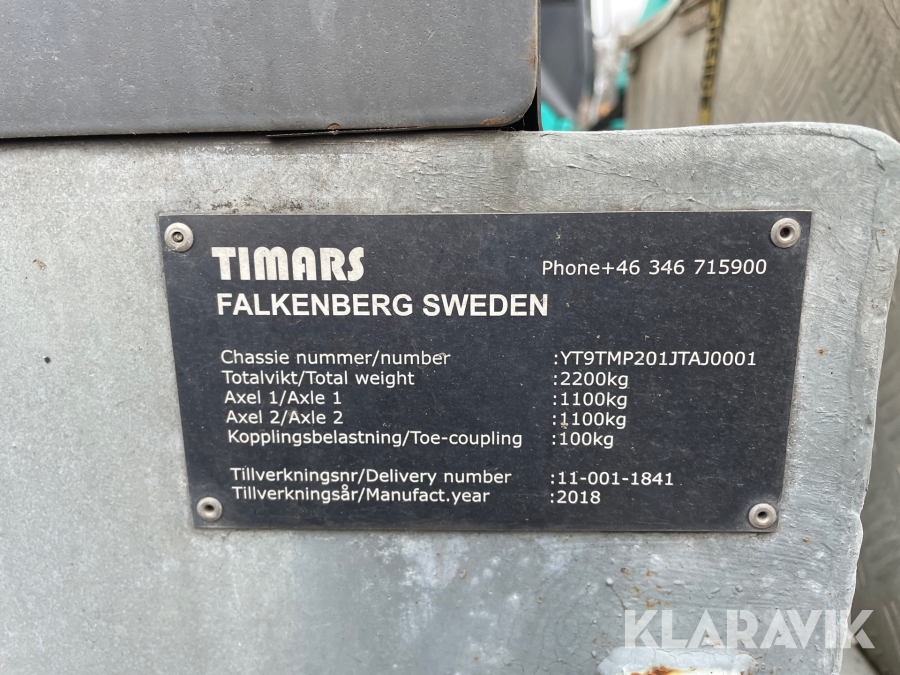 TIMARS
Phone+46 346 715900
FALKENBERG SWEDEN
Chassie nummer/number :YT9TMP201JTAJ0001
Totalvikt/Total weight :2200kg
Axel 1/Axle 1 :1100kg
Axel 2/Axle 2 :1100kg
Kopplingsbelastning/Toe-coupling :100kg
Tillverkningsnr/Delivery number :11-001-1841
Tillverkningsår/Manufact.year :2018
KLARAVIK